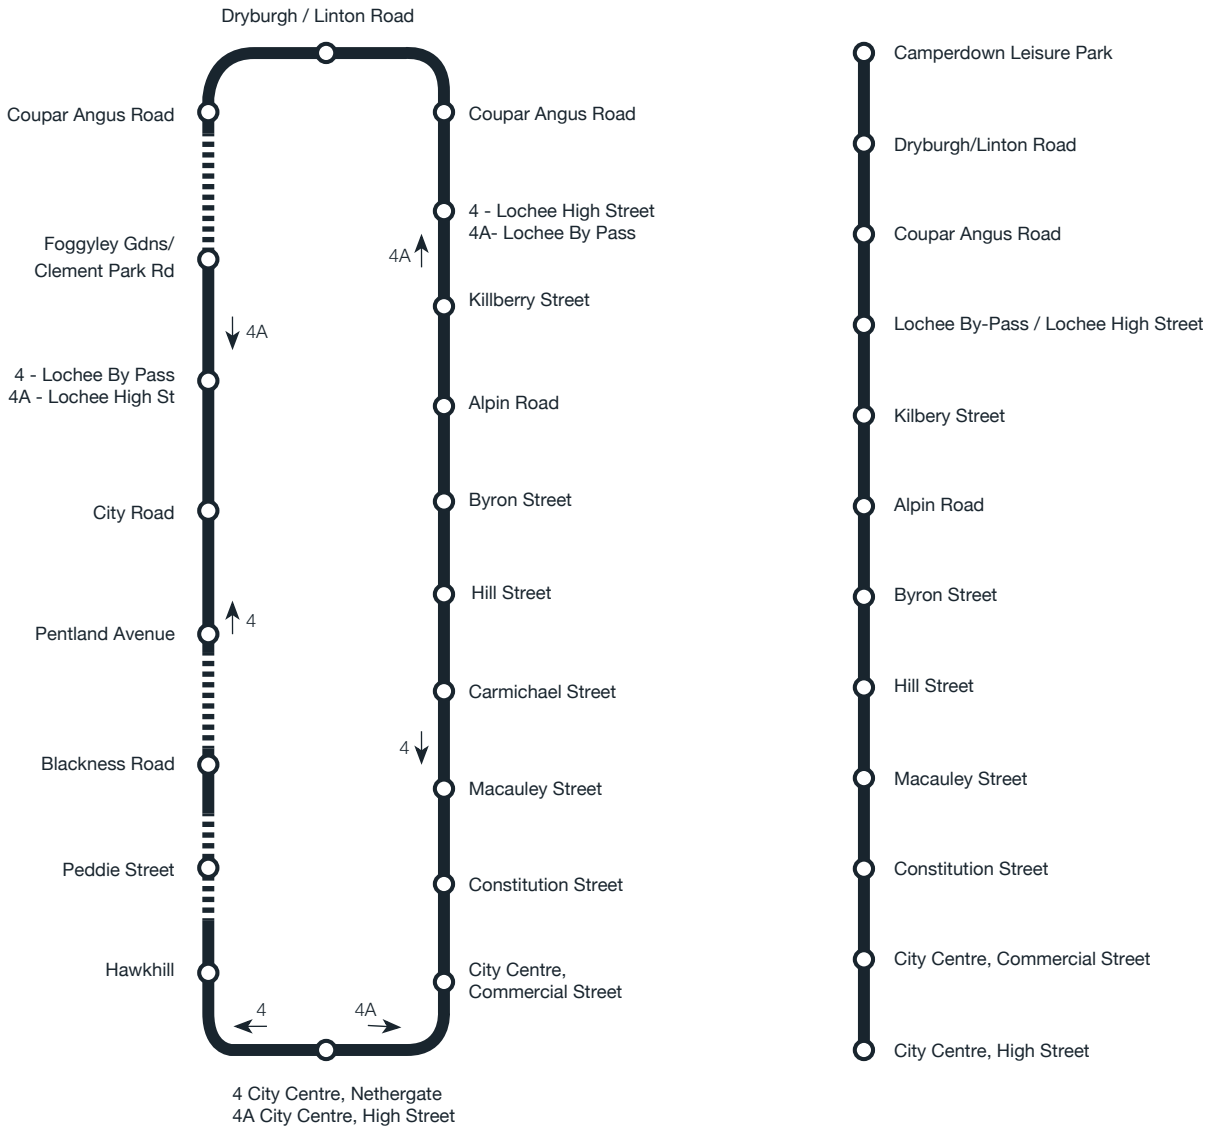 Dryburgh / Linton Road
Coupar Angus Road
Foggyley Gdns/
Clement Park Rd
4A
4 - Lochee By Pass
4A - Lochee High St
City Road
4
Pentland Avenue
Blackness Road
Peddie Street
Hawkhill
4
4A
4 City Centre, Nethergate
4A City Centre, High Street
Coupar Angus Road
4 - Lochee High Street
4A- Lochee By Pass
4A
Killberry Street
Alpin Road
Byron Street
Hill Street
Carmichael Street
4
Macauley Street
Constitution Street
City Centre,
Commercial Street
Camperdown Leisure Park
Dryburgh/Linton Road
Coupar Angus Road
Lochee By-Pass / Lochee High Street
Kilbery Street
Alpin Road
Byron Street
Hill Street
Macauley Street
Constitution Street
City Centre, Commercial Street
City Centre, High Street